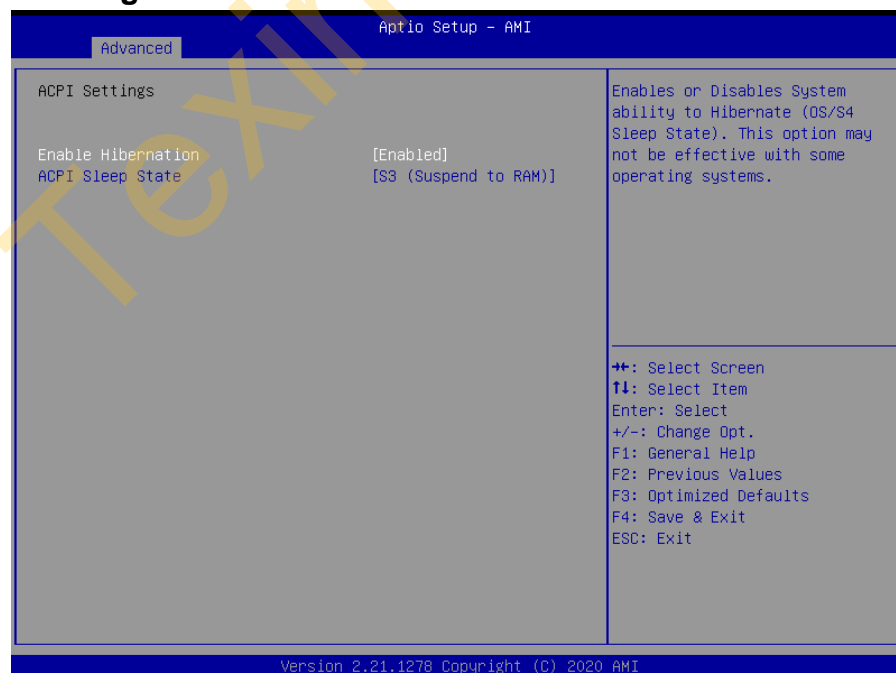 Aptio Setup – AMI
Advanced
ACPI Settings
Enable Hibernation [Enabled]
ACPI Sleep State [S3 (Suspend to RAM)]
Enables or Disables System
ability to Hibernate (OS/S4
Sleep State). This option may
not be effective with some
operating systems.
→←: Select Screen
↑↓: Select Item
Enter: Select
+/-: Change Opt.
F1: General Help
F2: Previous Values
F3: Optimized Defaults
F4: Save & Exit
ESC: Exit
Version 2.21.1278 Copyright (C) 2020 AMI